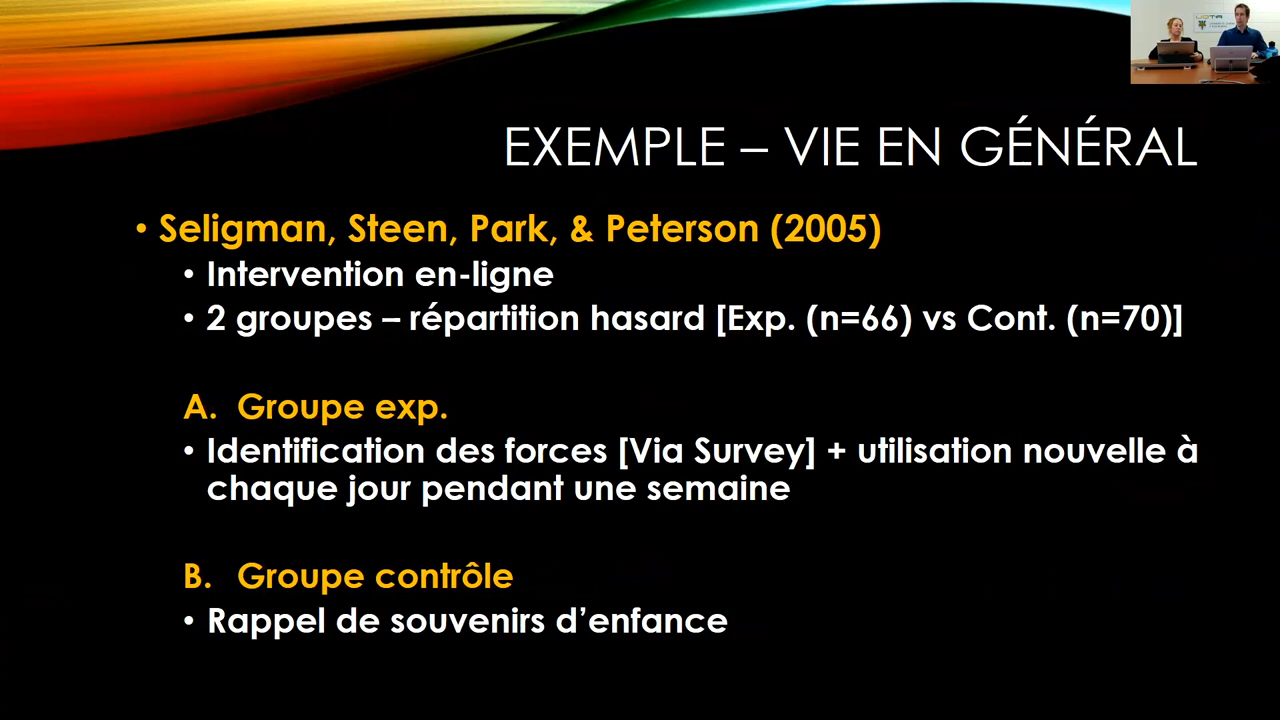 EXEMPLE – VIE EN GÉNÉRAL
• Seligman, Steen, Park, & Peterson (2005)
• Intervention en-ligne
• 2 groupes – répartition hasard [Exp. (n=66) vs Cont. (n=70)]
A. Groupe exp.
• Identification des forces [Via Survey] + utilisation nouvelle à
chaque jour pendant une semaine
B. Groupe contrôle
• Rappel de souvenirs d’enfance